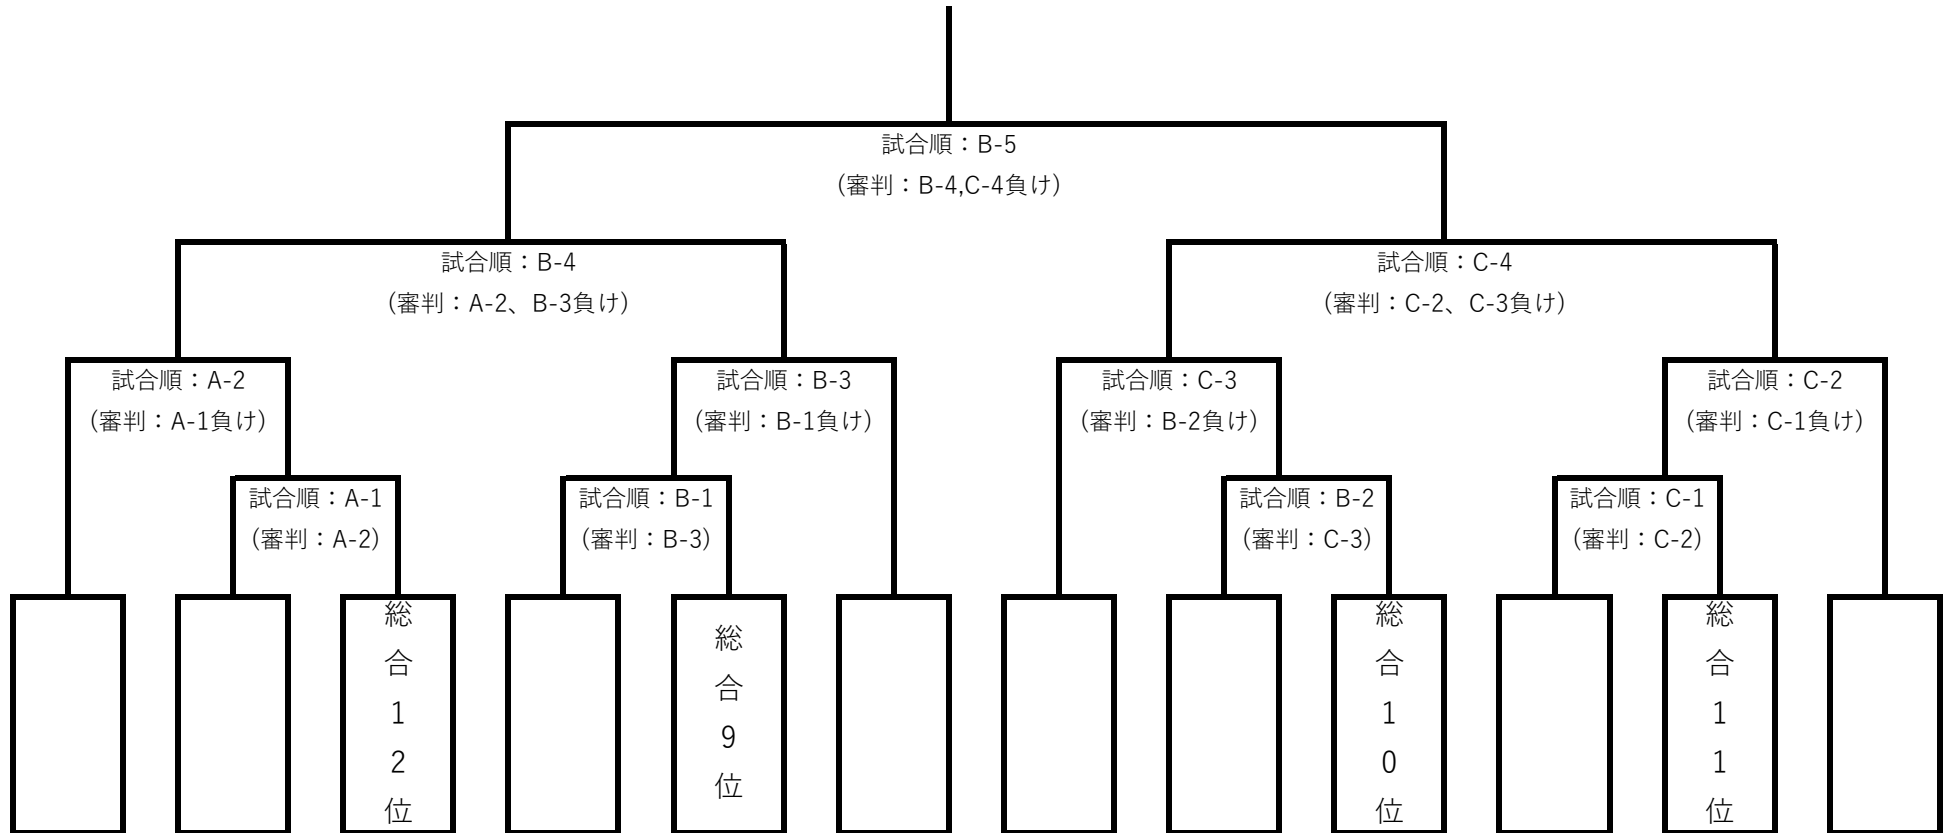 試合順：B-5
（審判：B-4,C-4負け）
試合順：B-4
（審判：A-2、B-3負け）
試合順：C-4
（審判：C-2、C-3負け）
試合順：A-2
（審判：A-1負け）
試合順：B-3
（審判：B-1負け）
試合順：C-3
（審判：B-2負け）
試合順：C-2
（審判：C-1負け）
試合順：A-1
（審判：A-2）
試合順：B-1
（審判：B-3）
試合順：B-2
（審判：C-3）
試合順：C-1
（審判：C-2）
総合12位
総合9位
総合10位
総合11位